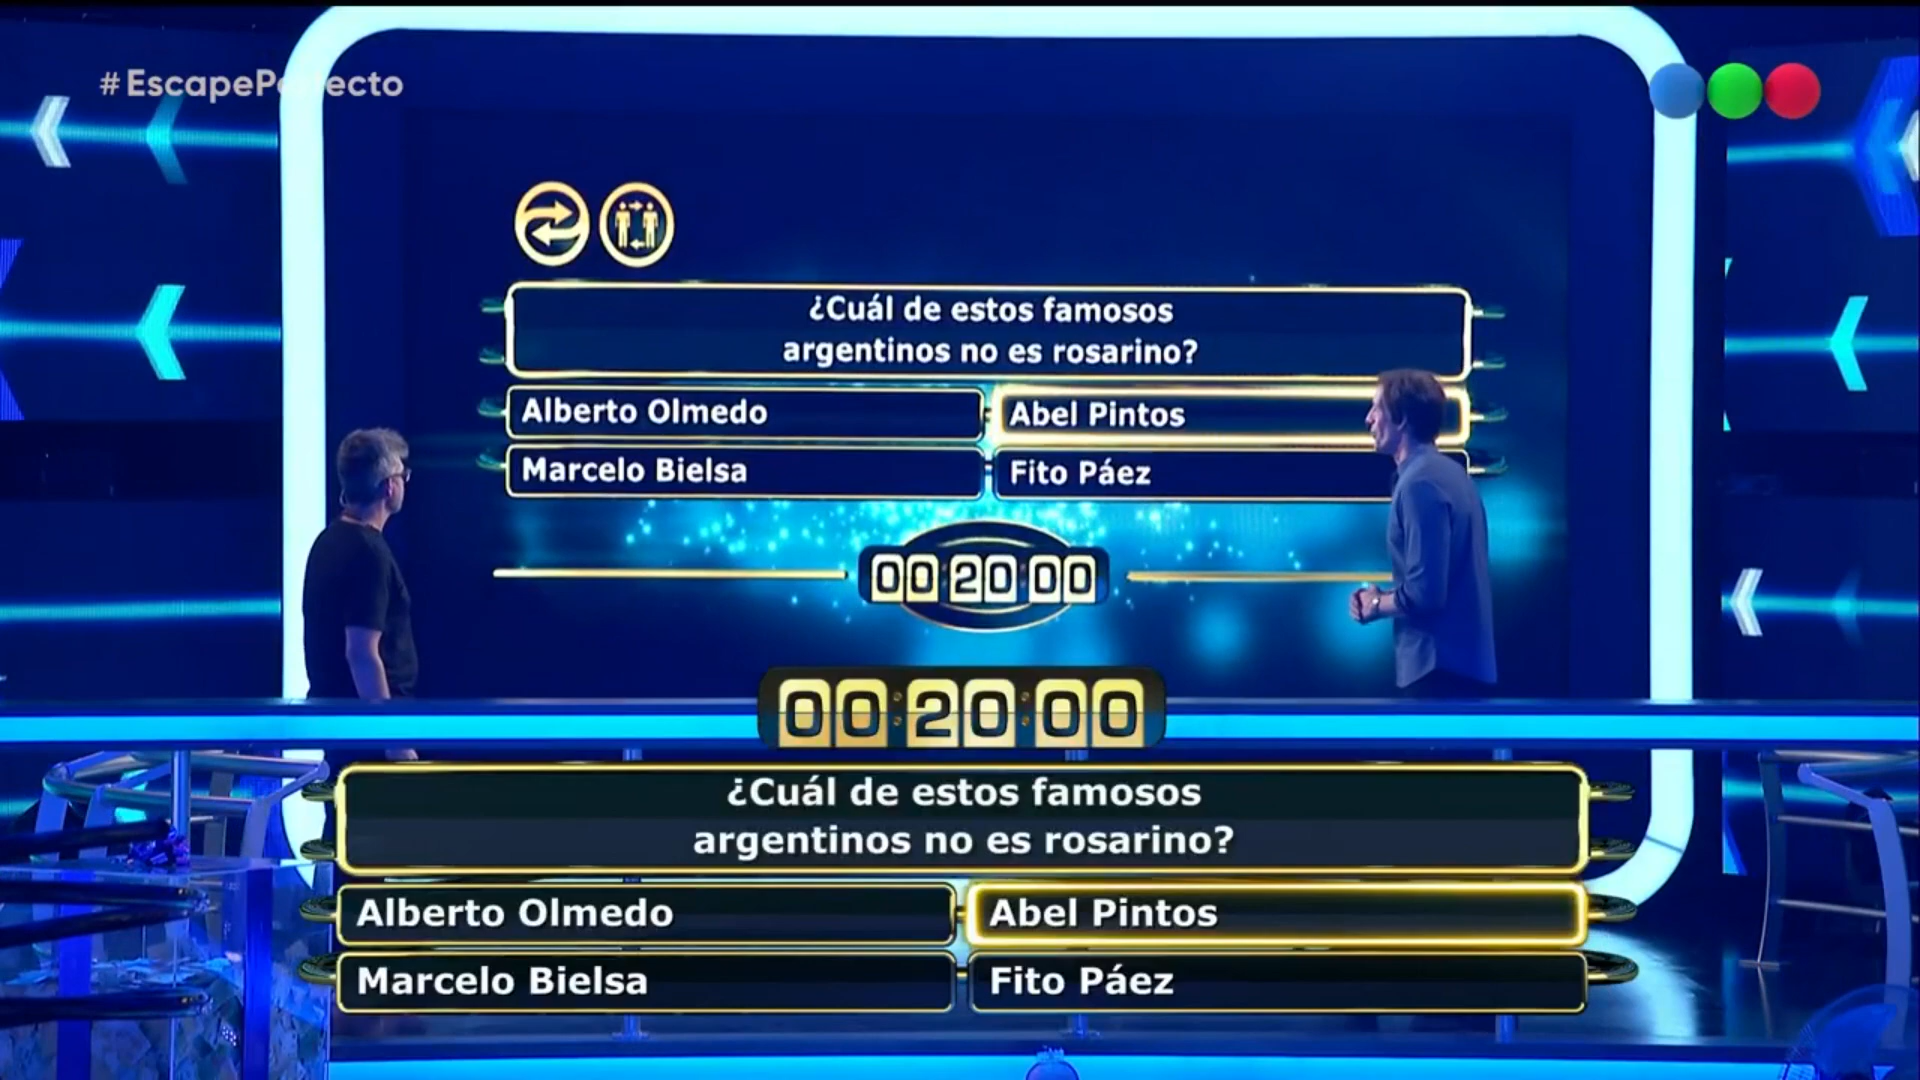 #EscapePerfecto
¿Cuál de estos famosos
argentinos no es rosarino?
Alberto Olmedo
Abel Pintos
Marcelo Bielsa
Fito Páez
00 20 00
00:20:00
¿Cuál de estos famosos
argentinos no es rosarino?
Alberto Olmedo
Abel Pintos
Marcelo Bielsa
Fito Páez